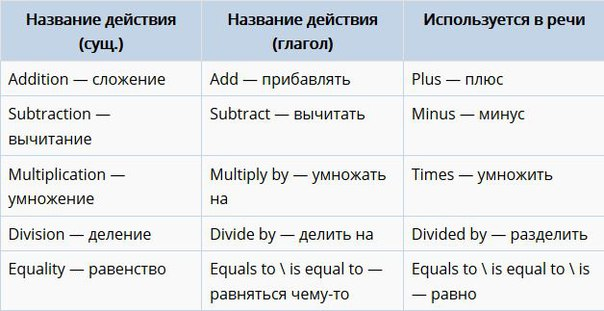 Название действия
(сущ.)
Название действия
(глагол)
Используется в речи
Addition — сложение
Add — прибавлять
Plus — плюс
Subtraction —
вычитание
Subtract — вычитать
Minus — минус
Multiplication —
умножение
Multiply by — умножать
на
Times — умножить
Division — деление
Divide by — делить на
Divided by — разделить
Equality — равенство
Equals to \ is equal to —
равняться чему-то
Equals to \ is equal to \ is
— равно